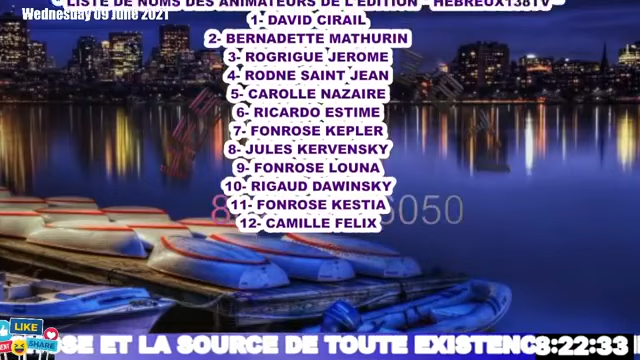 LISTE DE NOMS DES ANIMATEURS DE L'EDITION - HEBREUX138TV
Wednesday 09 June 2021
1- DAVID CIRAIL
2- BERNADETTE MATHURIN
3- ROGRIGUE JEROME
4- RODNE SAINT JEAN
5- CAROLLE NAZAIRE
6- RICARDO ESTIME
7- FONROSE KEPLER
8- JULES KERVENSKY
9- FONROSE LOUNA
10- RIGAUD DAWINSKY
11- FONROSE KESTIA
12- CAMILLE FELIX
6050
LIKE
SHARE
OSE ET LA SOURCE DE TOUTE EXISTENC
8:22:33